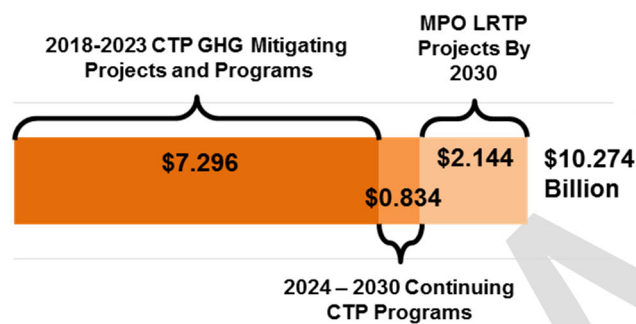 2018-2023 CTP GHG Mitigating
Projects and Programs
MPO LRTP
Projects By
2030
$7.296
$0.834
$2.144
$10.274
Billion
2024 – 2030 Continuing
CTP Programs